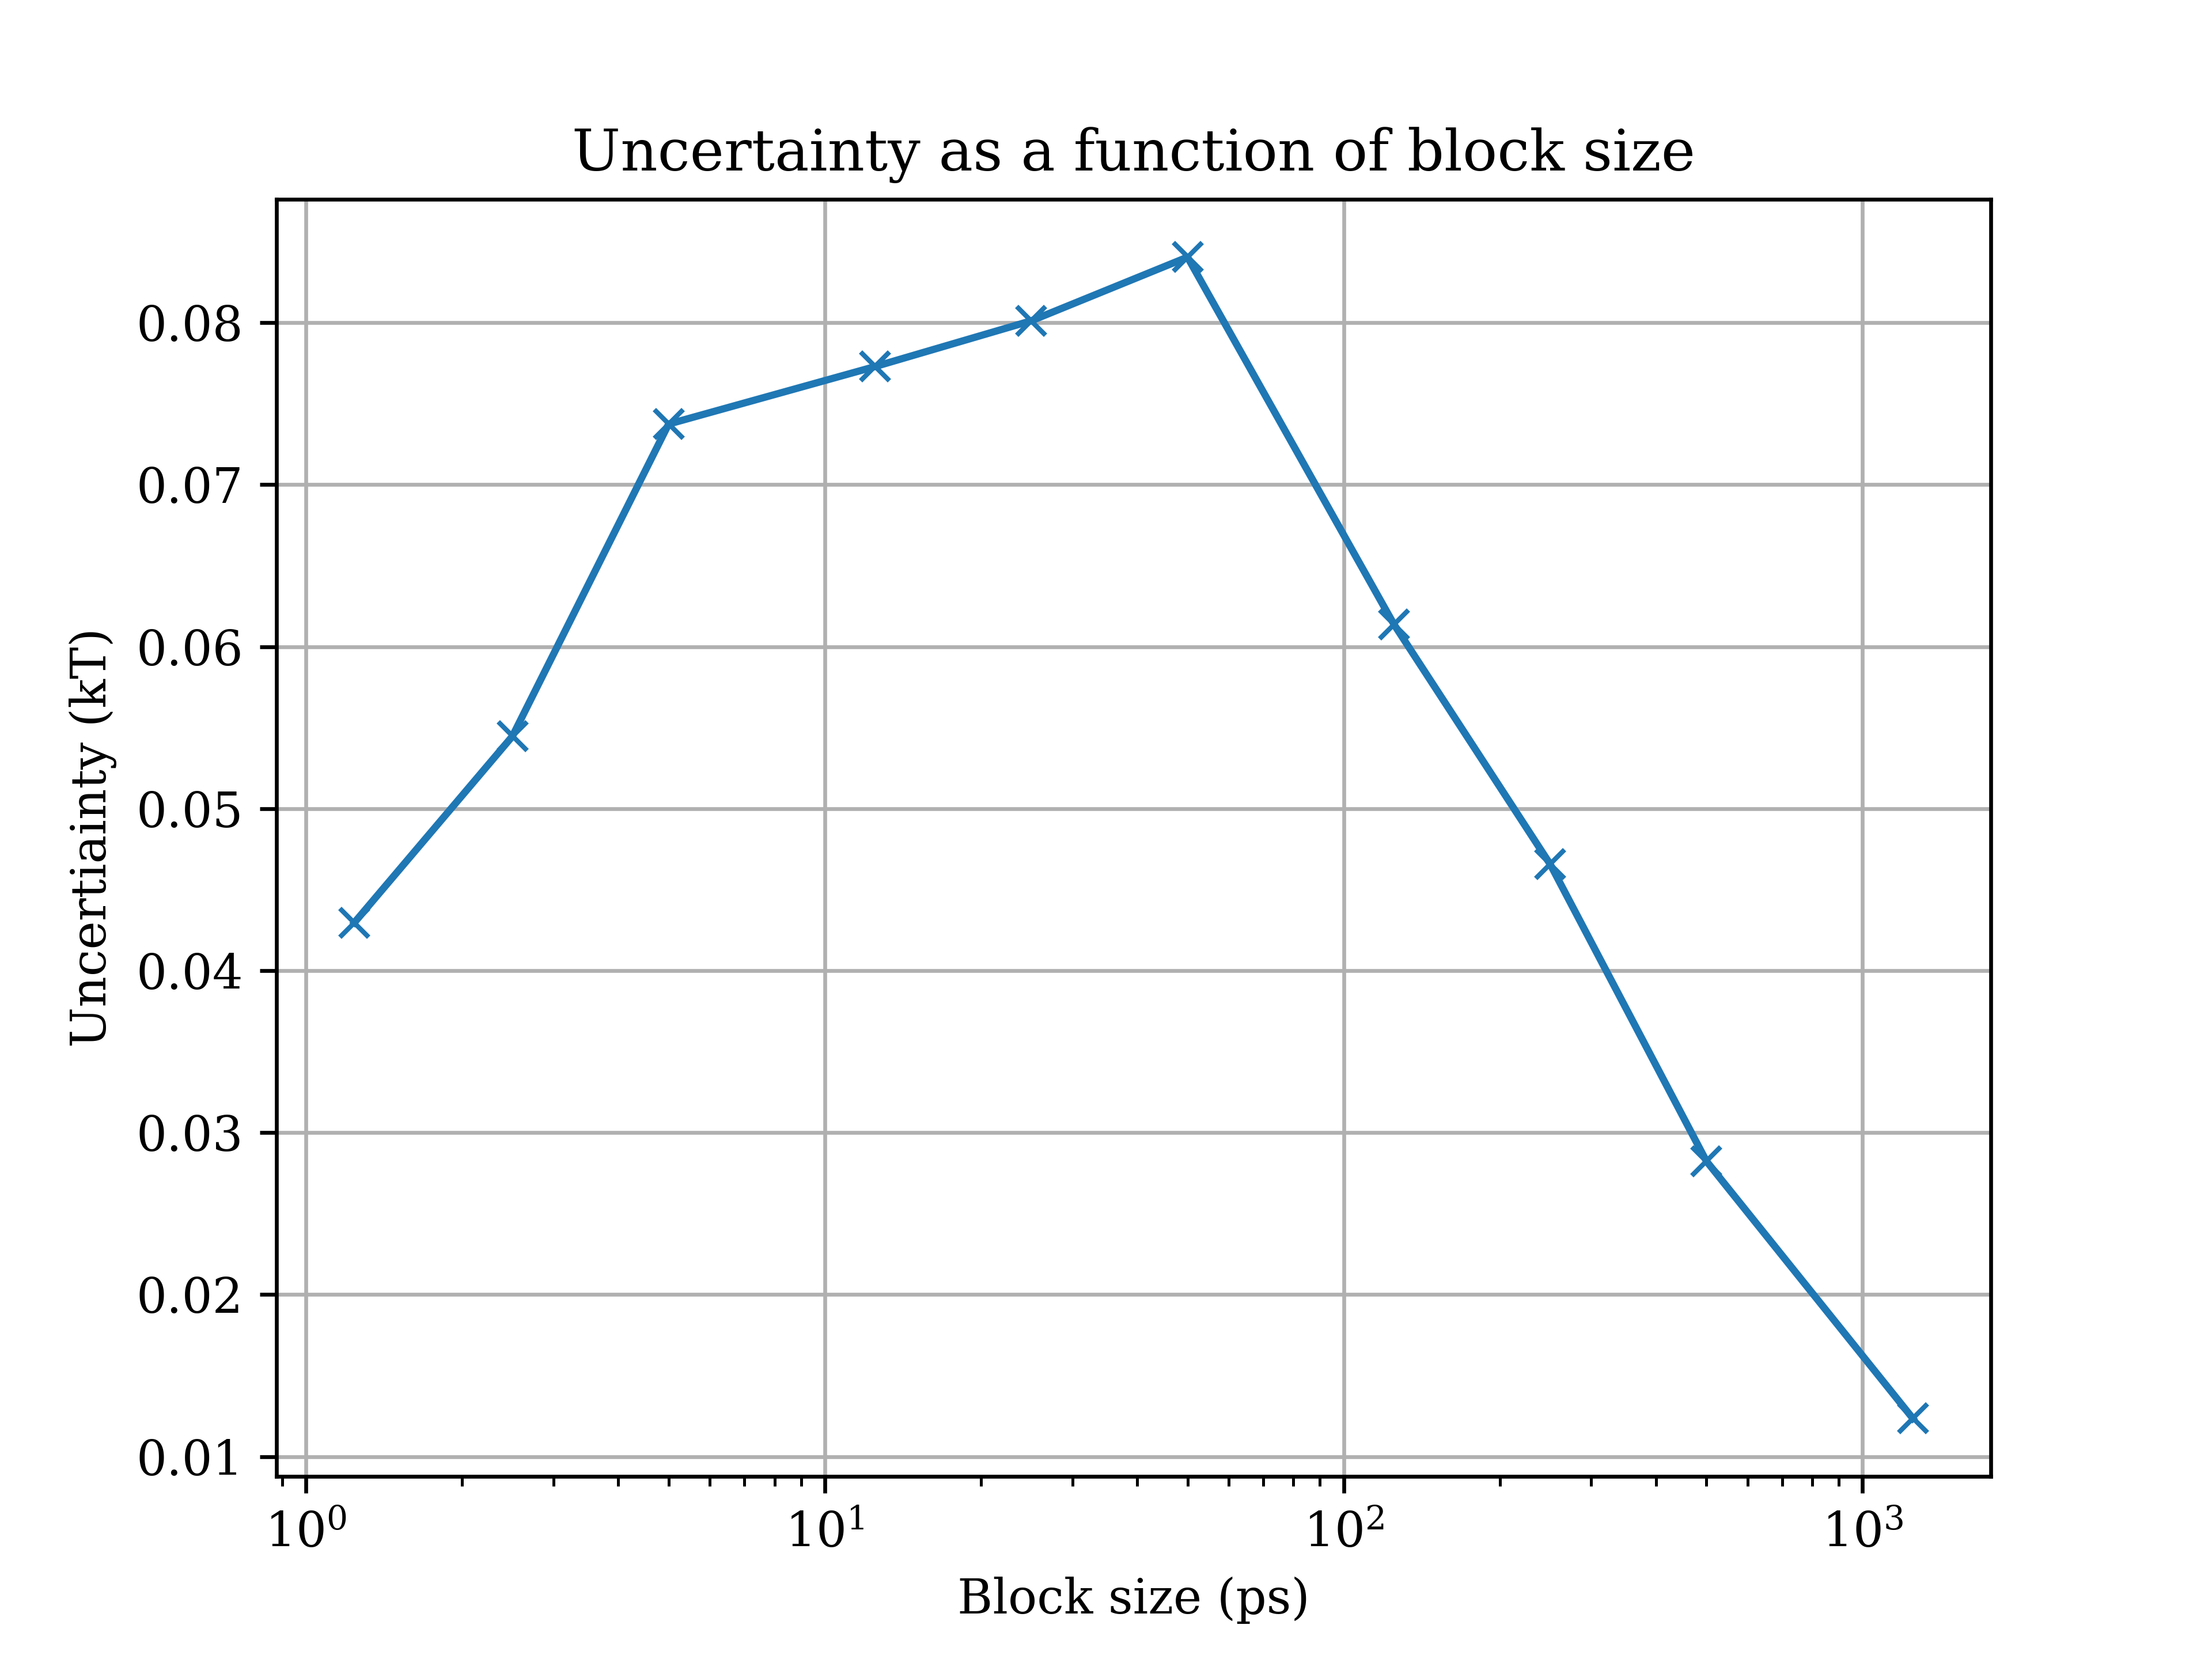 Uncertainty as a function of block size
0.08
0.07
0.06
0.05
0.04
0.03
0.02
0.01
Uncertiainty (kT)
10⁰ 10¹ 10² 10³
Block size (ps)